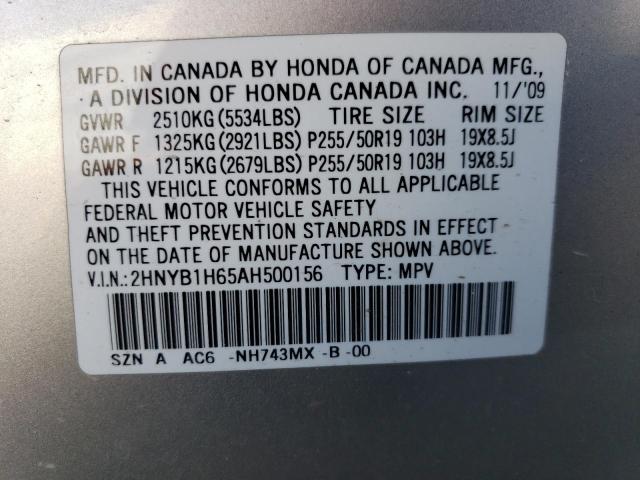 MFD. IN CANADA BY HONDA OF CANADA MFG.,
A DIVISION OF HONDA CANADA INC. 11/'09
GVWR 2510KG(5534LBS) TIRE SIZE RIM SIZE
GAWR F 1325KG(2921LBS) P255/50R19 103H 19X8.5J
GAWR R 1215KG(2679LBS) P255/50R19 103H 19X8.5J
THIS VEHICLE CONFORMS TO ALL APPLICABLE
FEDERAL MOTOR VEHICLE SAFETY
AND THEFT PREVENTION STANDARDS IN EFFECT
ON THE DATE OF MANUFACTURE SHOWN ABOVE.
V.I.N.: 2HNYB1H65AH500156 TYPE: MPV
SZN A AC6 -NH743MX -B -00